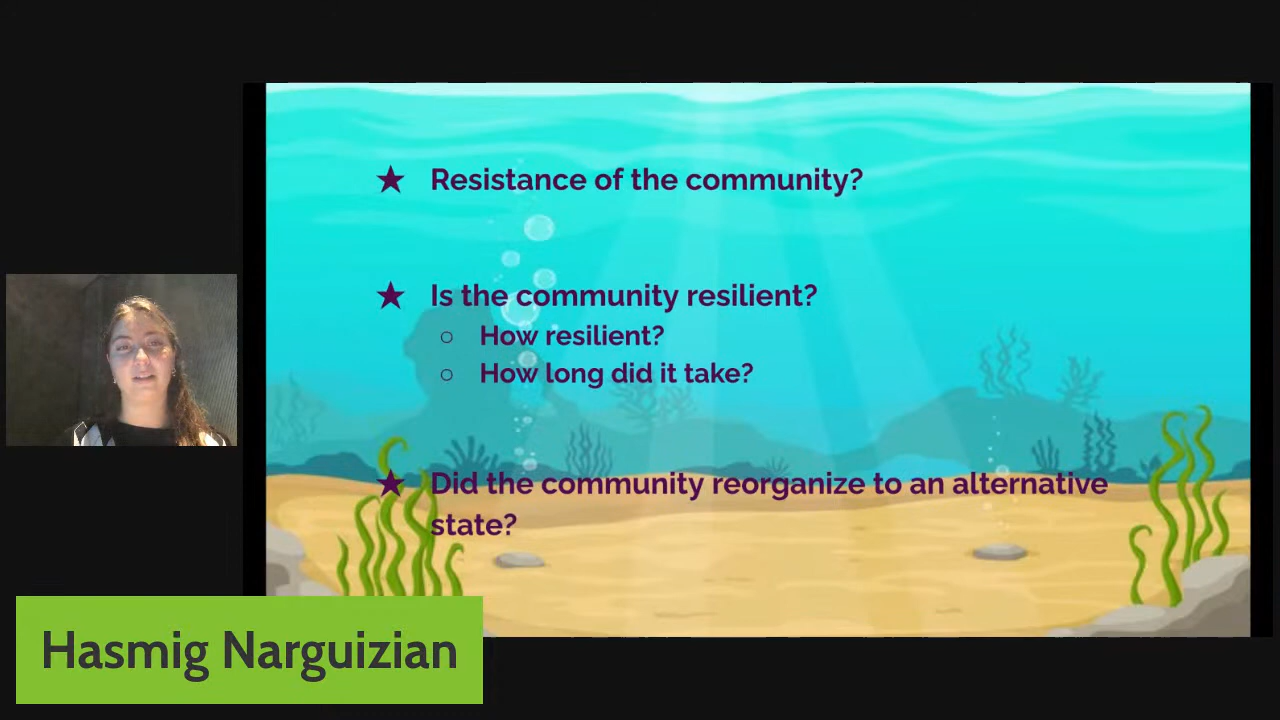 ★ Resistance of the community?
★ Is the community resilient?
○ How resilient?
○ How long did it take?
★ Did the community reorganize to an alternative
state?
Hasmig Narguizian